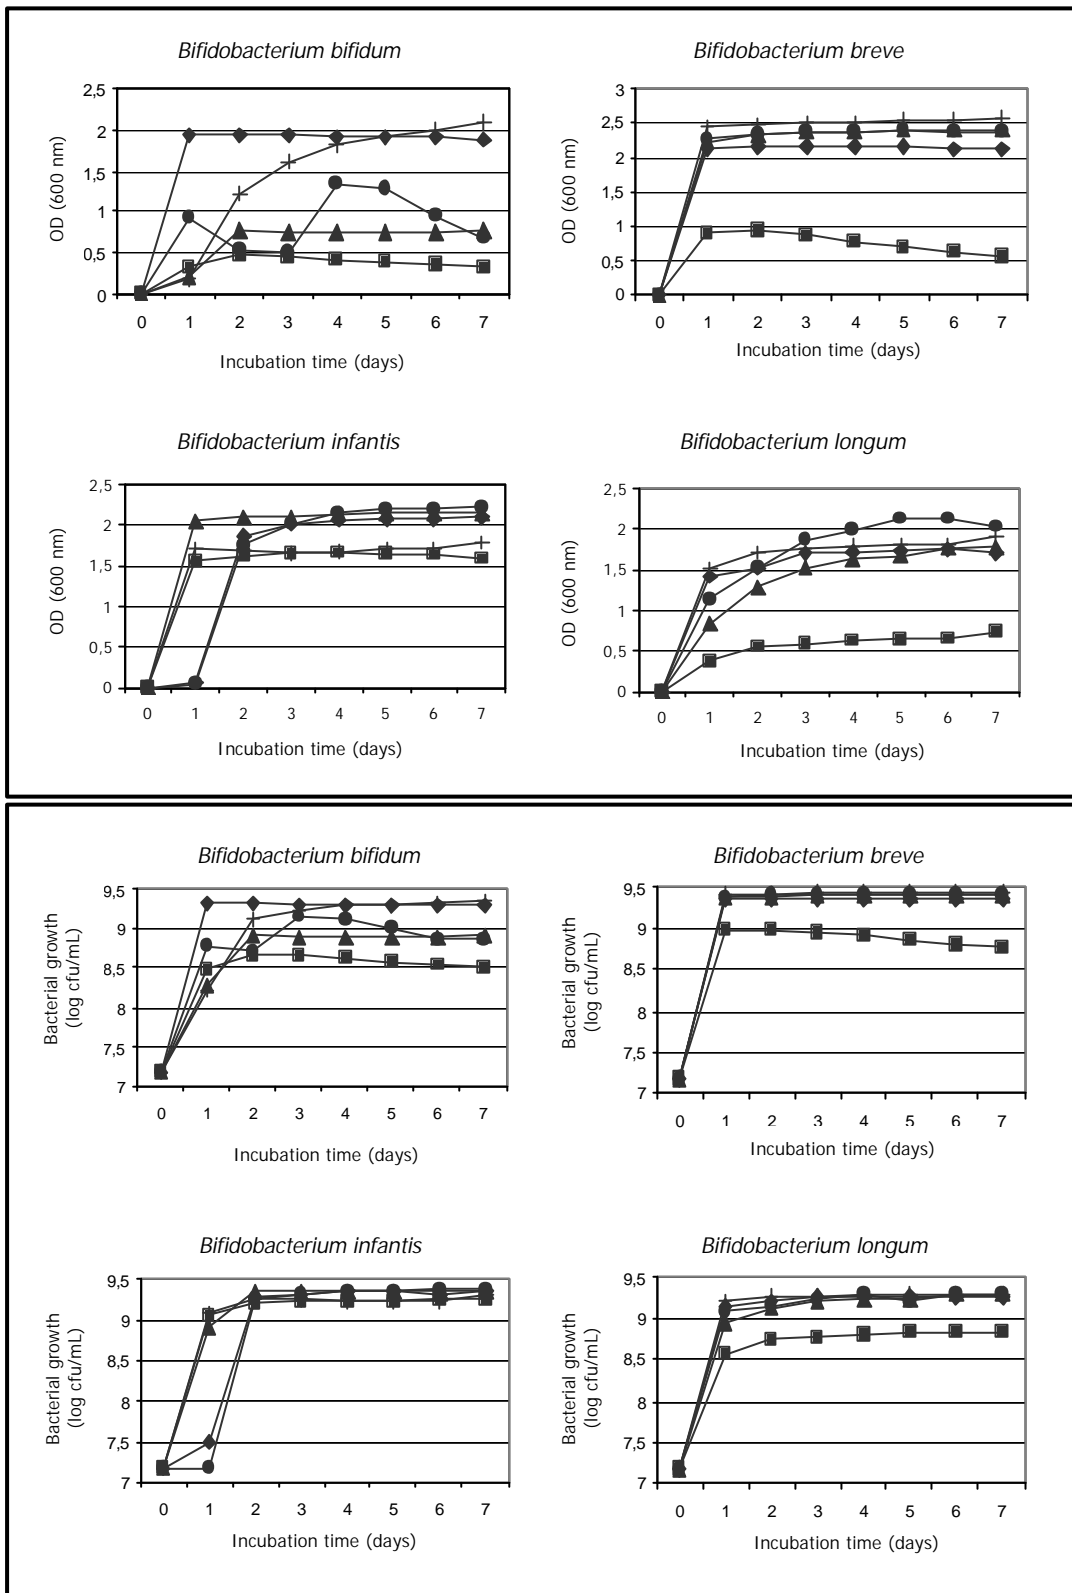 Bifidobacterium bifidum
2,5
2
1,5
1
0,5
0
OD (600 nm)
0 1 2 3 4 5 6 7
Incubation time (days)
Bifidobacterium breve
3
2,5
2
1,5
1
0,5
0
OD (600 nm)
0 1 2 3 4 5 6 7
Incubation time (days)
Bifidobacterium infantis
2,5
2
1,5
1
0,5
0
OD (600 nm)
0 1 2 3 4 5 6 7
Incubation time (days)
Bifidobacterium longum
2,5
2
1,5
1
0,5
0
OD (600 nm)
0 1 2 3 4 5 6 7
Incubation time (days)
Bifidobacterium bifidum
9,5
9
8,5
8
7,5
7
Bacterial growth
(log cfu/mL)
0 1 2 3 4 5 6 7
Incubation time (days)
Bifidobacterium breve
9,5
9
8,5
8
7,5
7
Bacterial growth
(log cfu/mL)
0 1 2 3 4 5 6 7
Incubation time (days)
Bifidobacterium infantis
9,5
9
8,5
8
7,5
7
Bacterial growth
(log cfu/mL)
0 1 2 3 4 5 6 7
Incubation time (days)
Bifidobacterium longum
9,5
9
8,5
8
7,5
7
Bacterial growth
(log cfu/mL)
0 1 2 3 4 5 6 7
Incubation time (days)